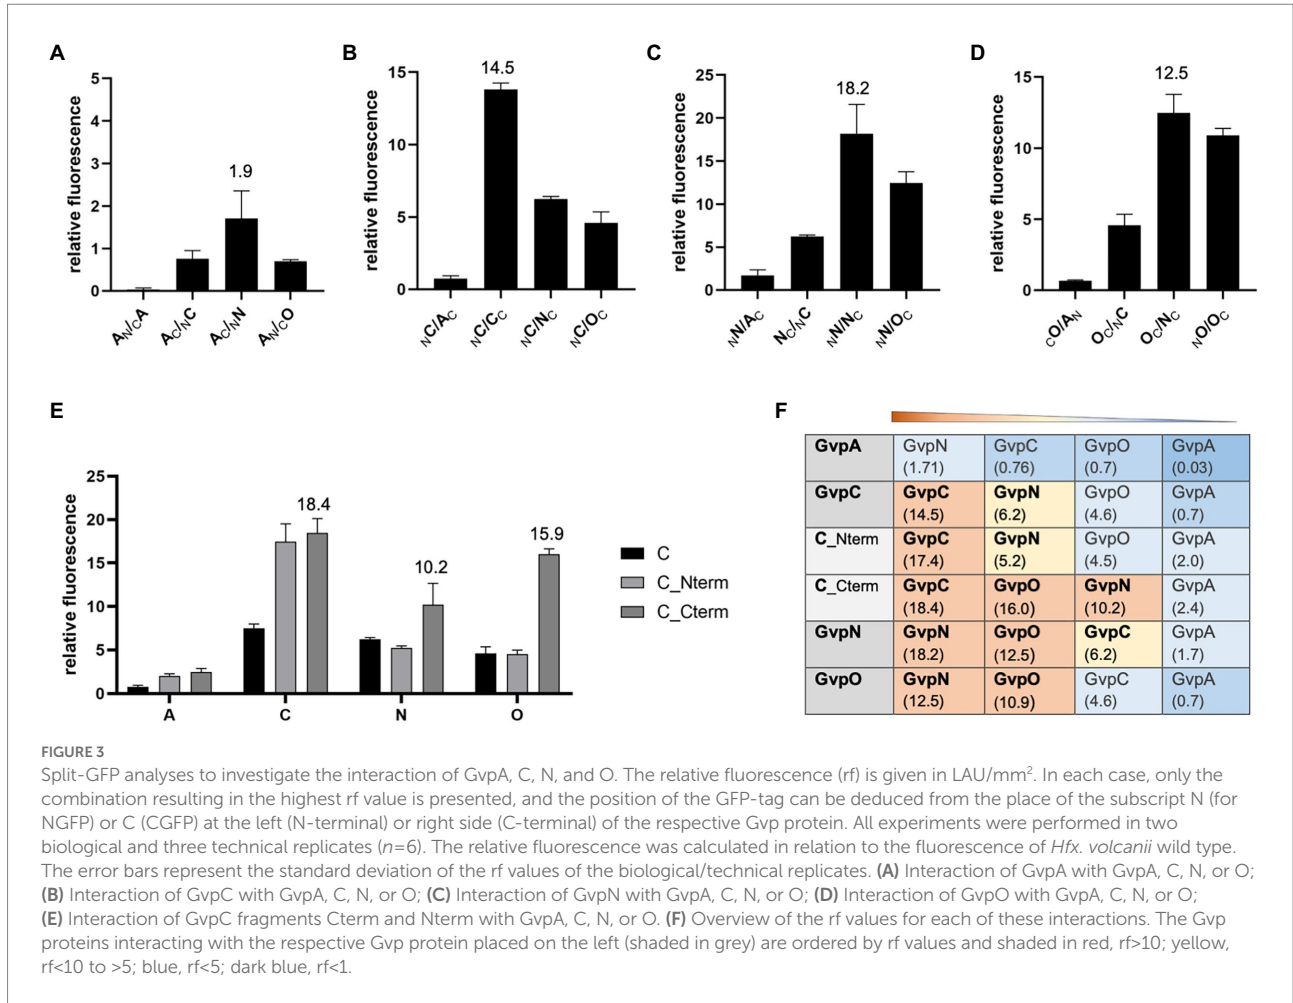 A
relative fluorescence
5
4
3
2
1
0
1.9
AN/CA
AC/NC
AC/NN
AN/CO
B
relative fluorescence
15
10
5
0
14.5
NC/AC
NC/CC
NC/NC
NC/OC
C
relative fluorescence
25
20
15
10
5
0
18.2
NN/AC
NC/NC
NN/NC
NN/OC
D
relative fluorescence
15
10
5
0
12.5
CO/AN
OC/NC
OC/NC
NO/OC
E
relative fluorescence
25
20
15
10
5
0
18.4
10.2
15.9
A
C
N
O
C
C_Nterm
C_Cterm
F
GvpA GvpN GvpC GvpO GvpA
(1.71) (0.76) (0.7) (0.03)
GvpC GvpC GvpN GvpO GvpA
(14.5) (6.2) (4.6) (0.7)
C_Nterm GvpC GvpN GvpO GvpA
(17.4) (5.2) (4.5) (2.0)
C_Cterm GvpC GvpO GvpN GvpA
(18.4) (16.0) (10.2) (2.4)
GvpN GvpN GvpO GvpC GvpA
(18.2) (12.5) (6.2) (1.7)
GvpO GvpN GvpO GvpC GvpA
(12.5) (10.9) (4.6) (0.7)
FIGURE 3
Split-GFP analyses to investigate the interaction of GvpA, C, N, and O. The relative fluorescence (rf) is given in LAU/mm². In each case, only the
combination resulting in the highest rf value is presented, and the position of the GFP-tag can be deduced from the place of the subscript N (for
NGFP) or C (CGFP) at the left (N-terminal) or right side (C-terminal) of the respective Gvp protein. All experiments were performed in two
biological and three technical replicates (n=6). The relative fluorescence was calculated in relation to the fluorescence of Hfx. volcanii wild type.
The error bars represent the standard deviation of the rf values of the biological/technical replicates. (A) Interaction of GvpA with GvpA, C, N, or O;
(B) Interaction of GvpC with GvpA, C, N, or O; (C) Interaction of GvpN with GvpA, C, N, or O; (D) Interaction of GvpO with GvpA, C, N, or O;
(E) Interaction of GvpC fragments Cterm and Nterm with GvpA, C, N, or O. (F) Overview of the rf values for each of these interactions. The Gvp
proteins interacting with the respective Gvp protein placed on the left (shaded in grey) are ordered by rf values and shaded in red, rf>10; yellow,
rf<10 to >5; blue, rf<5; dark blue, rf<1.